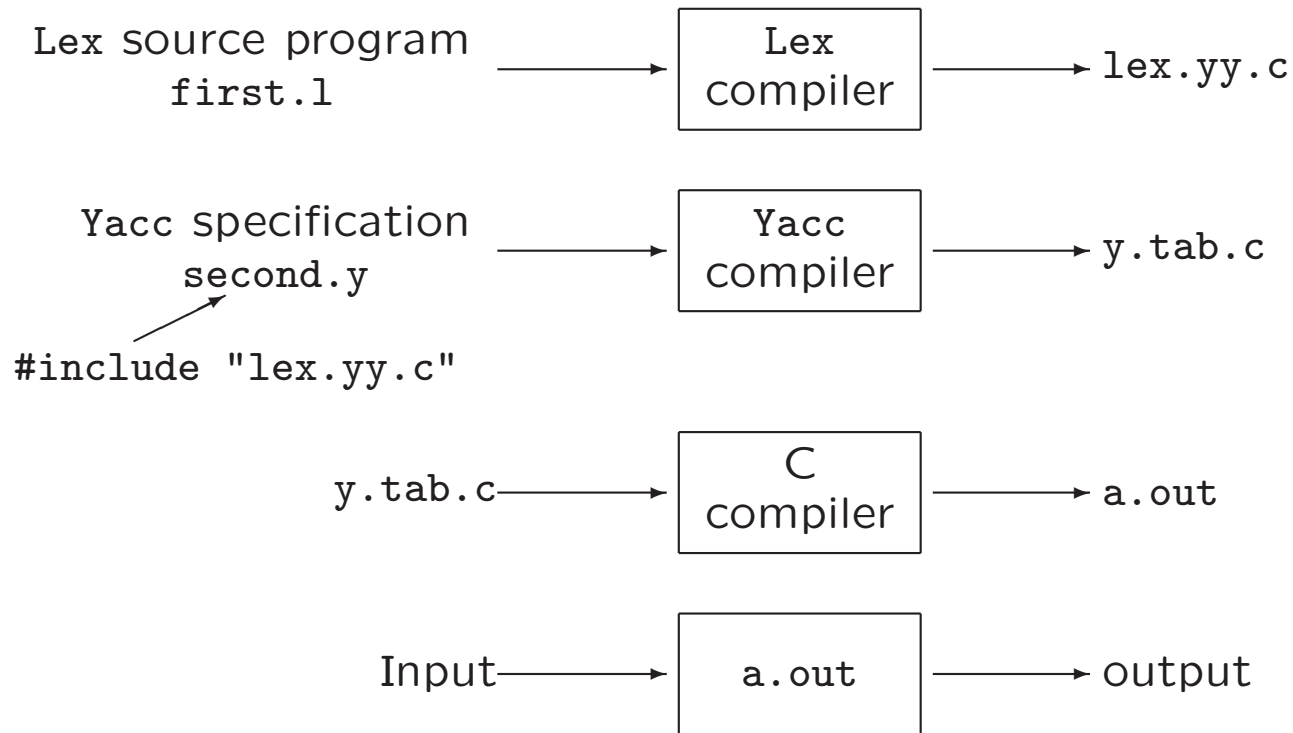 Lex source program
first.l
Lex
compiler
lex.yy.c
Yacc specification
second.y
Yacc
compiler
y.tab.c
#include "lex.yy.c"
y.tab.c
C
compiler
a.out
Input
a.out
output